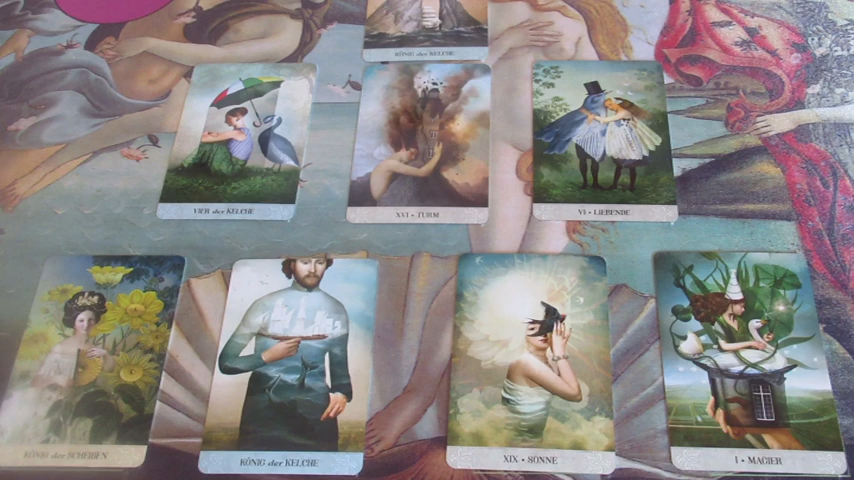 KÖNIG der KELCHE
VIER der KELCHE
XVI • TURM
VI • LIEBENDE
KÖNIG der SCHEIBEN
KÖNIG der KELCHE
XIX • SONNE
I • MAGIER